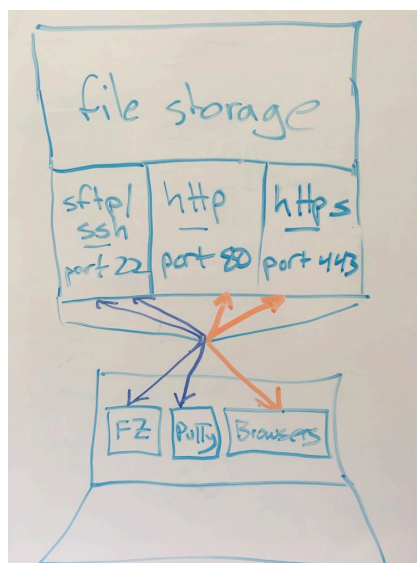 file storage
sftp/
ssh
port 22
http
port 80
https
port 443
FZ
PuTTy
Browsers